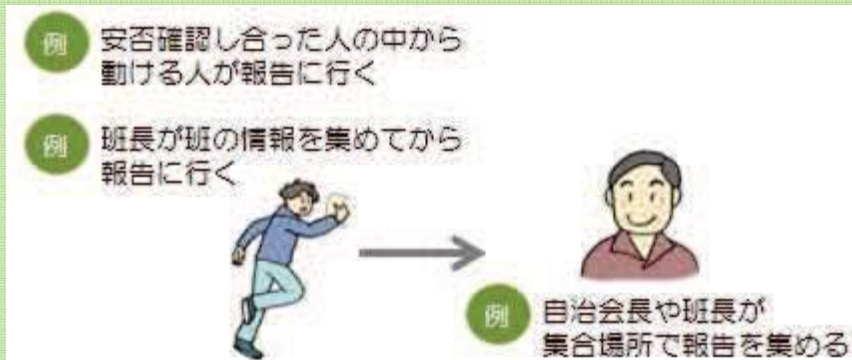 例 安否確認し合った人の中から
動ける人が報告に行く
例 班長が班の情報を集めてから
報告に行く
例 自治会長や班長が
集合場所で報告を集める